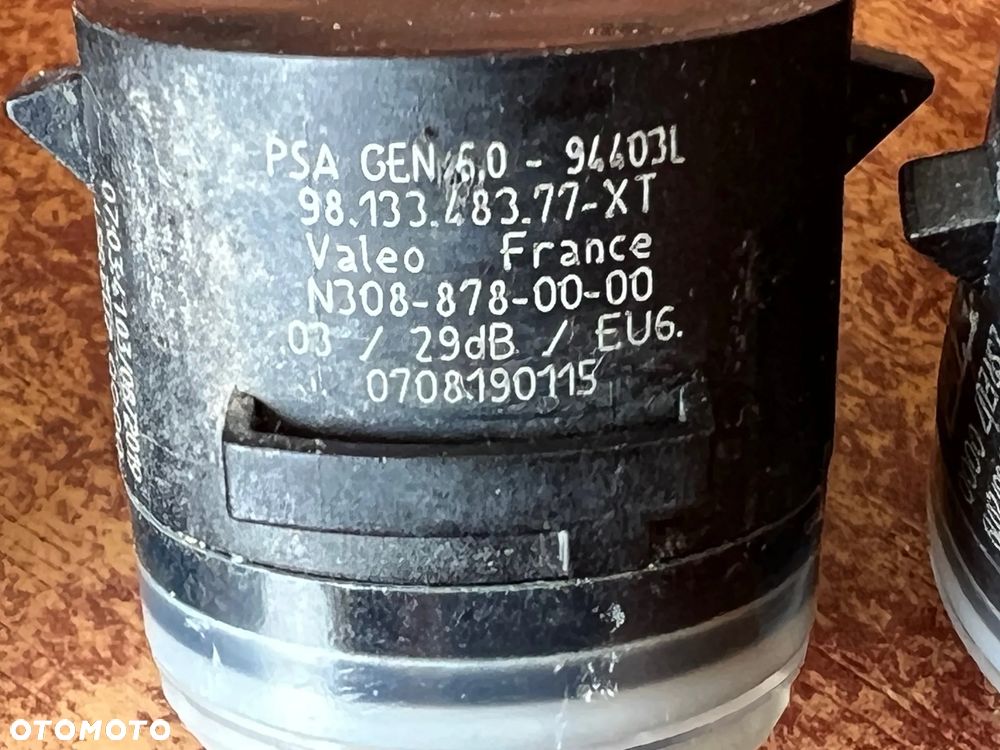 PSA GEN 6.0 - 94403L
98.133.483.77-XT
Valeo France
N308-878-00-00
03 / 29dB / EU6.
0708190115
OTOMOTO